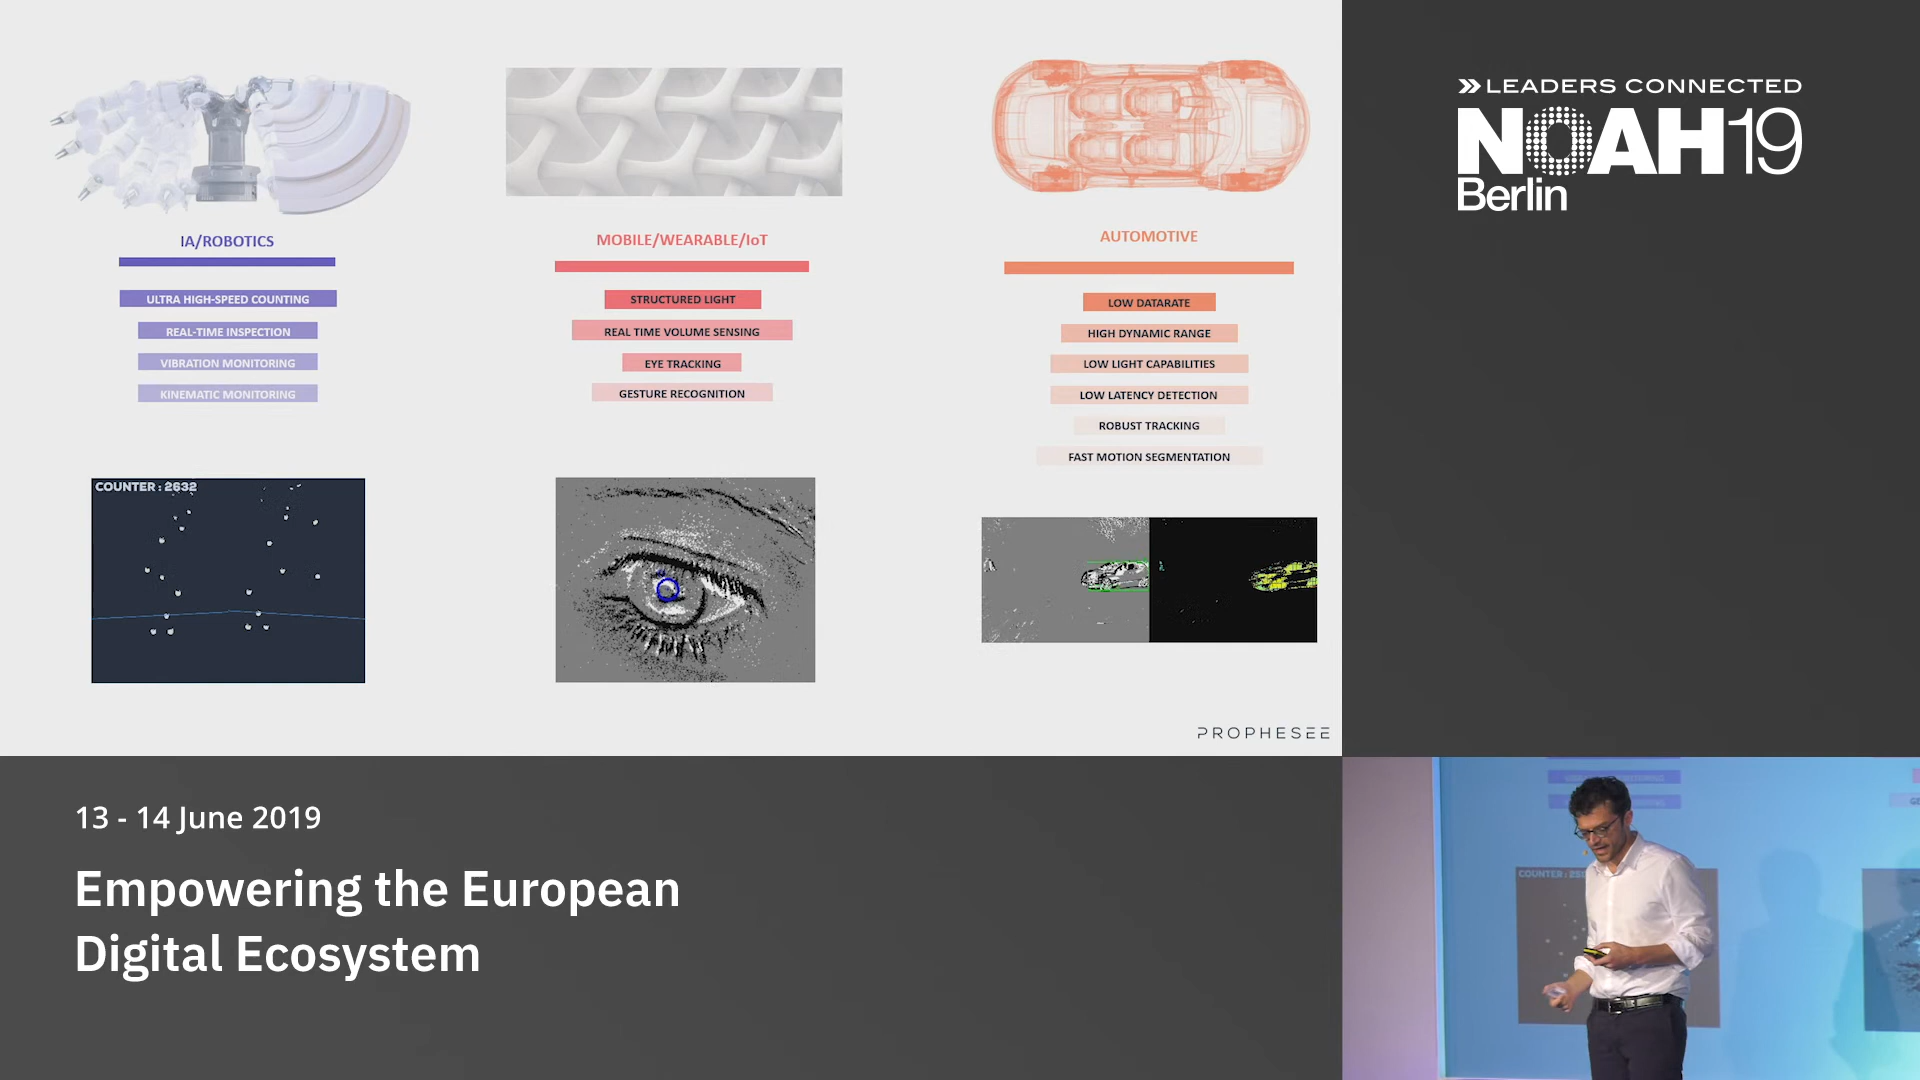 IA/ROBOTICS
ULTRA HIGH-SPEED COUNTING
REAL-TIME INSPECTION
VIBRATION MONITORING
KINEMATIC MONITORING
COUNTER : 2632
MOBILE/WEARABLE/IoT
STRUCTURED LIGHT
REAL TIME VOLUME SENSING
EYE TRACKING
GESTURE RECOGNITION
AUTOMOTIVE
LOW DATARATE
HIGH DYNAMIC RANGE
LOW LIGHT CAPABILITIES
LOW LATENCY DETECTION
ROBUST TRACKING
FAST MOTION SEGMENTATION
PROPHESEE
LEADERS CONNECTED
NOAH19
Berlin
13 - 14 June 2019
Empowering the European
Digital Ecosystem
COUNTER :